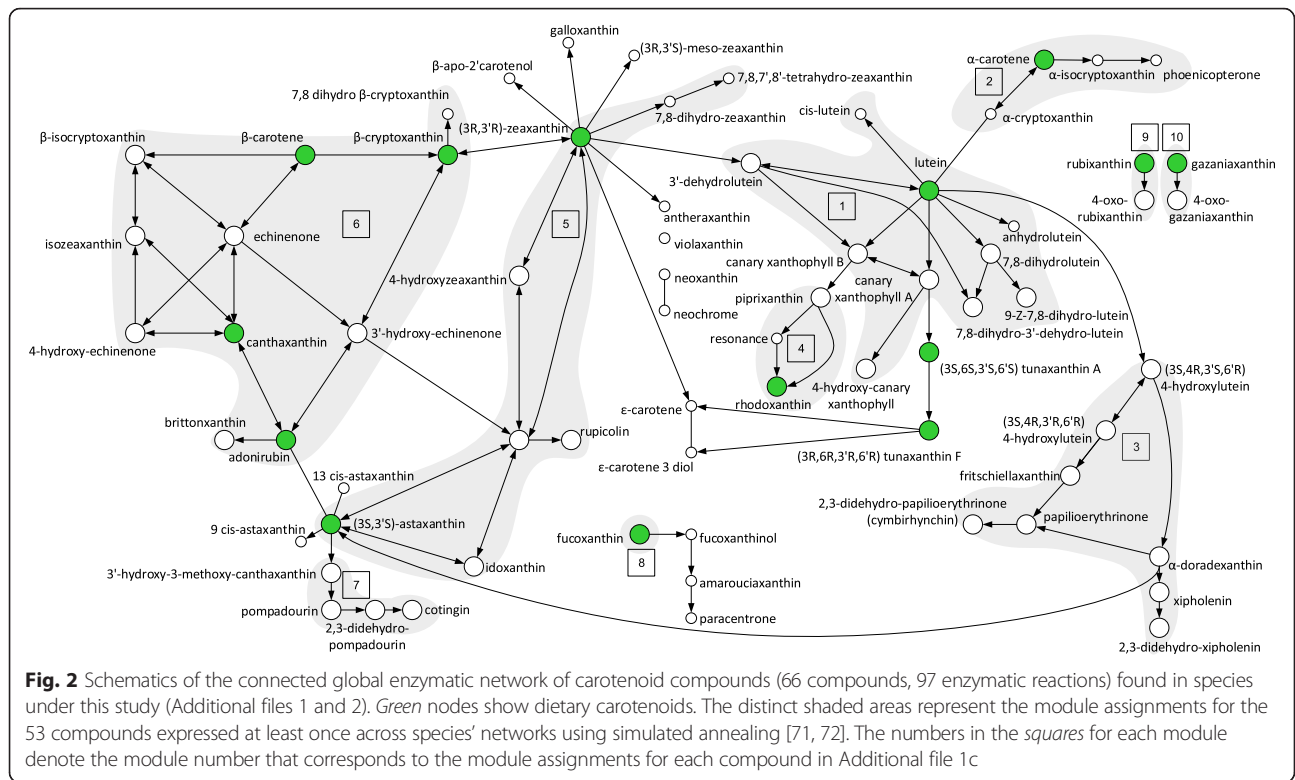 galloxanthin
(3R,3'S)-meso-zeaxanthin
β-apo-2'carotenol
7,8,7',8'-tetrahydro-zeaxanthin
7,8 dihydro β-cryptoxanthin
7,8-dihydro-zeaxanthin
β-isocryptoxanthin
β-carotene
β-cryptoxanthin
(3R,3'R)-zeaxanthin
cis-lutein
α-carotene
α-isocryptoxanthin
phoenicopterone
2
α-cryptoxanthin
9
10
rubixanthin
gazaniaxanthin
4-oxo-
rubixanthin
4-oxo-
gazaniaxanthin
lutein
3'-dehydrolutein
1
6
5
isozeaxanthin
echinenone
antheraxanthin
violaxanthin
anhydrolutein
7,8-dihydrolutein
canary xanthophyll B
canary
xanthophyll A
4-hydroxyzeaxanthin
neoxanthin
neochrome
piprixanthin
9-Z-7,8-dihydro-lutein
7,8-dihydro-3'-dehydro-lutein
resonance
4
4-hydroxy-echinenone
canthaxanthin
3'-hydroxy-echinenone
rhodoxanthin
4-hydroxy-canary
xanthophyll
(3S,6S,3'S,6'S) tunaxanthin A
(3S,4R,3'S,6'R)
4-hydroxylutein
ε-carotene
brittonxanthin
adonirubin
rupicolin
(3R,6R,3'R,6'R) tunaxanthin F
(3S,4R,3'R,6'R)
4-hydroxylutein
3
ε-carotene 3 diol
fritschiellaxanthin
13 cis-astaxanthin
2,3-didehydro-papilioerythrinone
(cymbirhynchin)
papilioerythrinone
9 cis-astaxanthin
(3S,3'S)-astaxanthin
fucoxanthin
fucoxanthinol
8
idoxanthin
3'-hydroxy-3-methoxy-canthaxanthin
7
α-doradexanthin
amarouciaxanthin
xipholenin
pompadourin
cotingin
2,3-didehydro-
pompadourin
paracentrone
2,3-didehydro-xipholenin
Fig. 2 Schematics of the connected global enzymatic network of carotenoid compounds (66 compounds, 97 enzymatic reactions) found in species
under this study (Additional files 1 and 2). Green nodes show dietary carotenoids. The distinct shaded areas represent the module assignments for the
53 compounds expressed at least once across species' networks using simulated annealing [71, 72]. The numbers in the squares for each module
denote the module number that corresponds to the module assignments for each compound in Additional file 1c